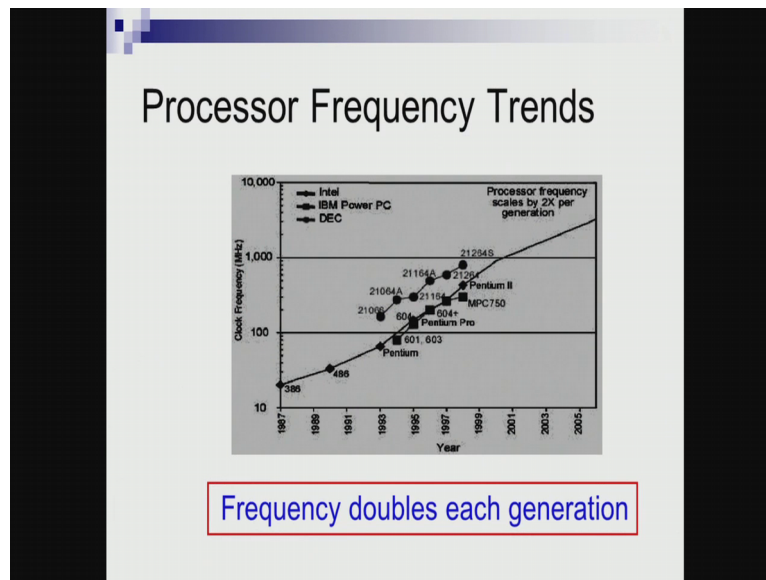 Processor Frequency Trends
10,000
Intel
IBM Power PC
DEC
Processor frequency
scales by 2X per
generation
Clock Frequency (MHz)
1,000
21264S
21164A
21264
Pentium II
21064A
21164
MPC750
21066
604
604+
Pentium Pro
100
601, 603
Pentium
486
386
10
1987
1989
1991
1993
1995
1997
1999
2001
2003
2005
Year
Frequency doubles each generation